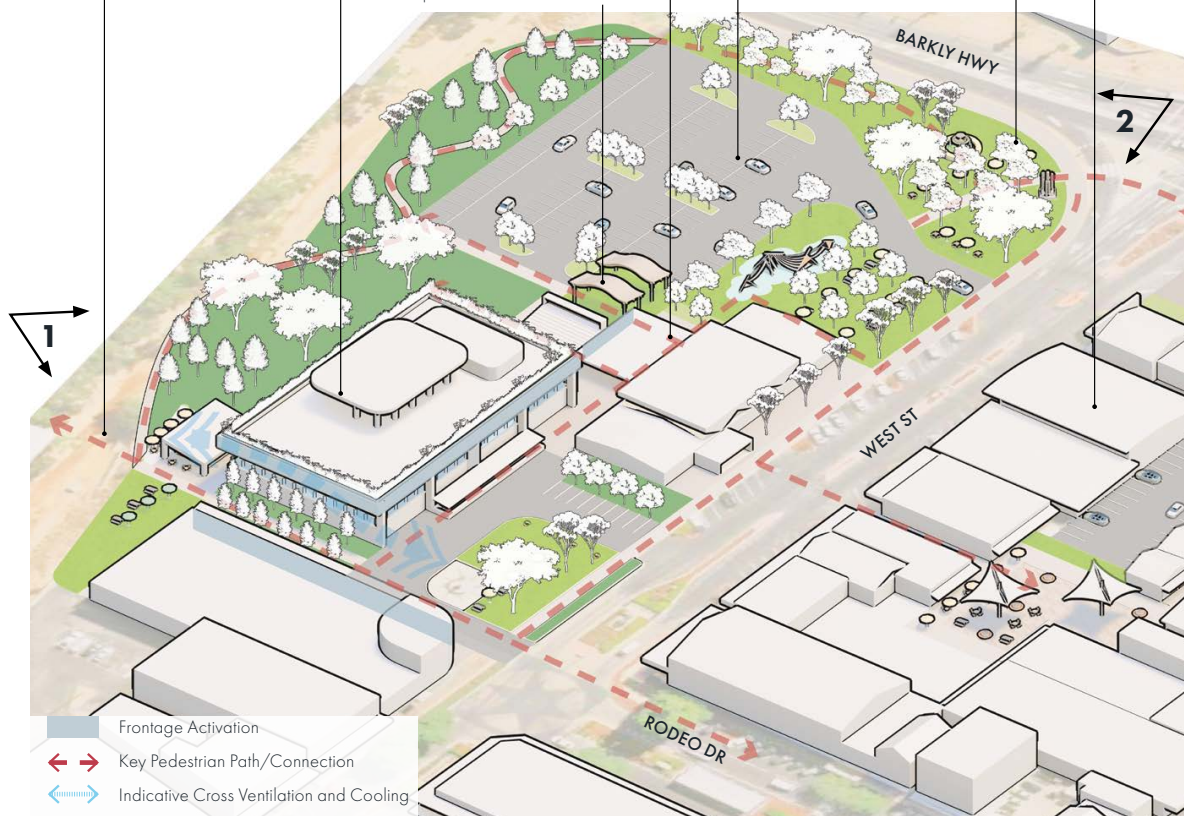 BARKLY HWY
2
1
WEST ST
RODEO DR
Frontage Activation
Key Pedestrian Path/Connection
Indicative Cross Ventilation and Cooling